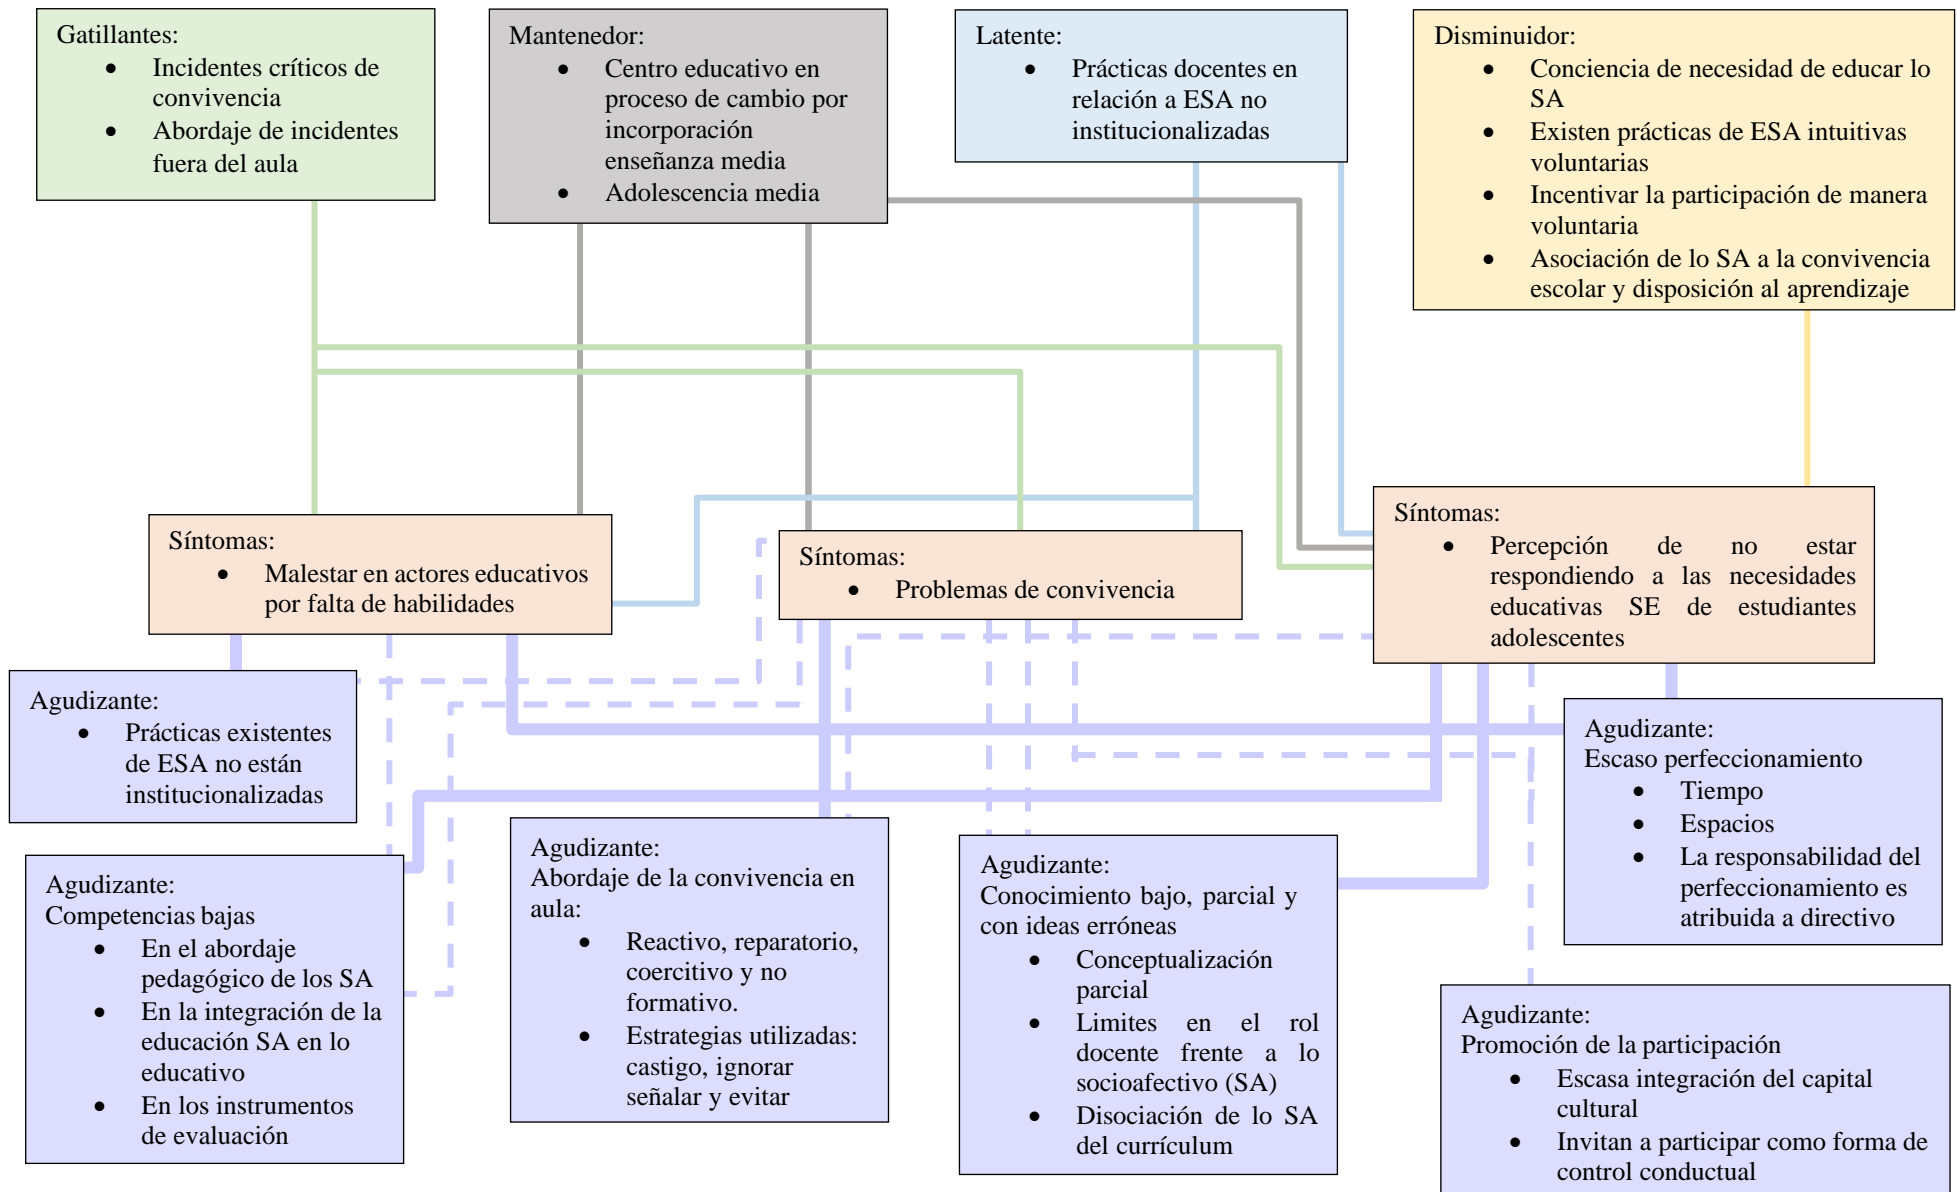 Gatillantes:
• Incidentes críticos de
convivencia
• Abordaje de incidentes
fuera del aula
Mantenedor:
• Centro educativo en
proceso de cambio por
incorporación
enseñanza media
• Adolescencia media
Latente:
• Prácticas docentes en
relación a ESA no
institucionalizadas
Disminuidor:
• Conciencia de necesidad de educar lo
SA
• Existen prácticas de ESA intuitivas
voluntarias
• Incentivar la participación de manera
voluntaria
• Asociación de lo SA a la convivencia
escolar y disposición al aprendizaje
Síntomas:
• Malestar en actores educativos
por falta de habilidades
Síntomas:
• Problemas de convivencia
Síntomas:
• Percepción de no estar
respondiendo a las necesidades
educativas SE de estudiantes
adolescentes
Agudizante:
• Prácticas existentes
de ESA no están
institucionalizadas
Agudizante:
Escaso perfeccionamiento
• Tiempo
• Espacios
• La responsabilidad del
perfeccionamiento es
atribuida a directivo
Agudizante:
Competencias bajas
• En el abordaje
pedagógico de los SA
• En la integración de la
educación SA en lo
educativo
• En los instrumentos
de evaluación
Agudizante:
Abordaje de la convivencia en
aula:
• Reactivo, reparatorio,
coercitivo y no
formativo.
• Estrategias utilizadas:
castigo, ignorar
señalar y evitar
Agudizante:
Conocimiento bajo, parcial y
con ideas erróneas
• Conceptualización
parcial
• Limites en el rol
docente frente a lo
socioafectivo (SA)
• Disociación de lo SA
del currículum
Agudizante:
Promoción de la participación
• Escasa integración del capital
cultural
• Invitan a participar como forma de
control conductual